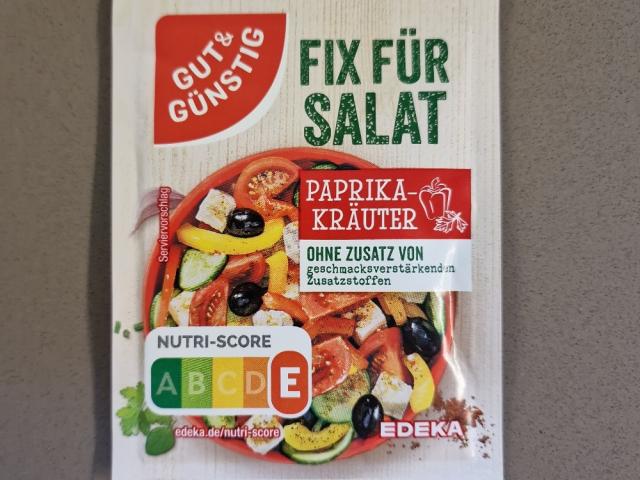 GUT&
GÜNSTIG
FIX FÜR
SALAT
PAPRIKA-
KRÄUTER
OHNE ZUSATZ VON
geschmacksverstärkenden
Zusatzstoffen
Serviervorschlag
NUTRI-SCORE
A B C D E
edeka.de/nutri-score
EDEKA